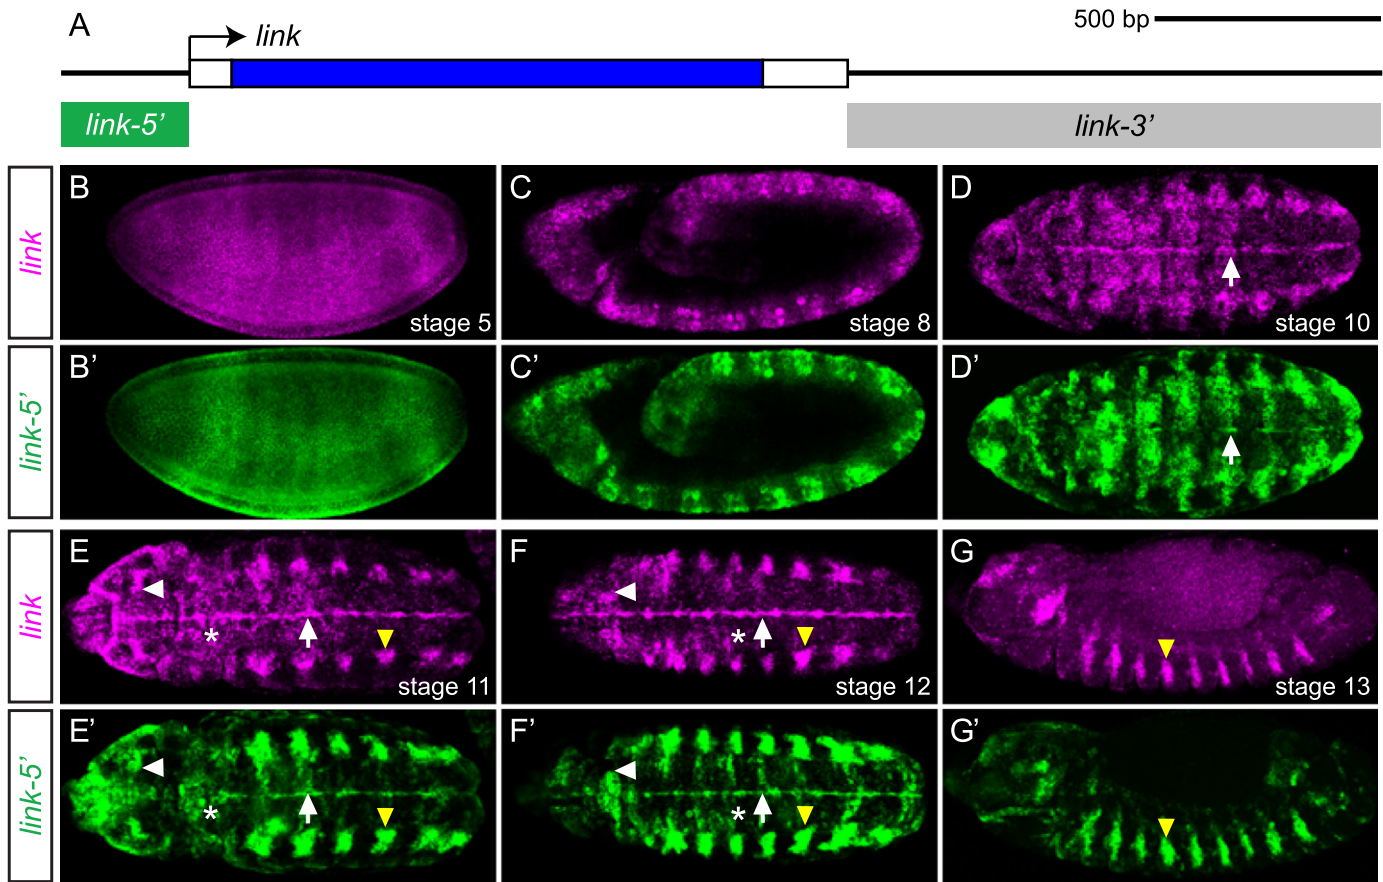 A
link
500 bp
link-5’
link-3’
link
B
stage 5
C
stage 8
D
stage 10
link-5’
B’
C’
D’
link
E
*
stage 11
F
*
stage 12
G
stage 13
link-5’
E’
*
F’
*
G’